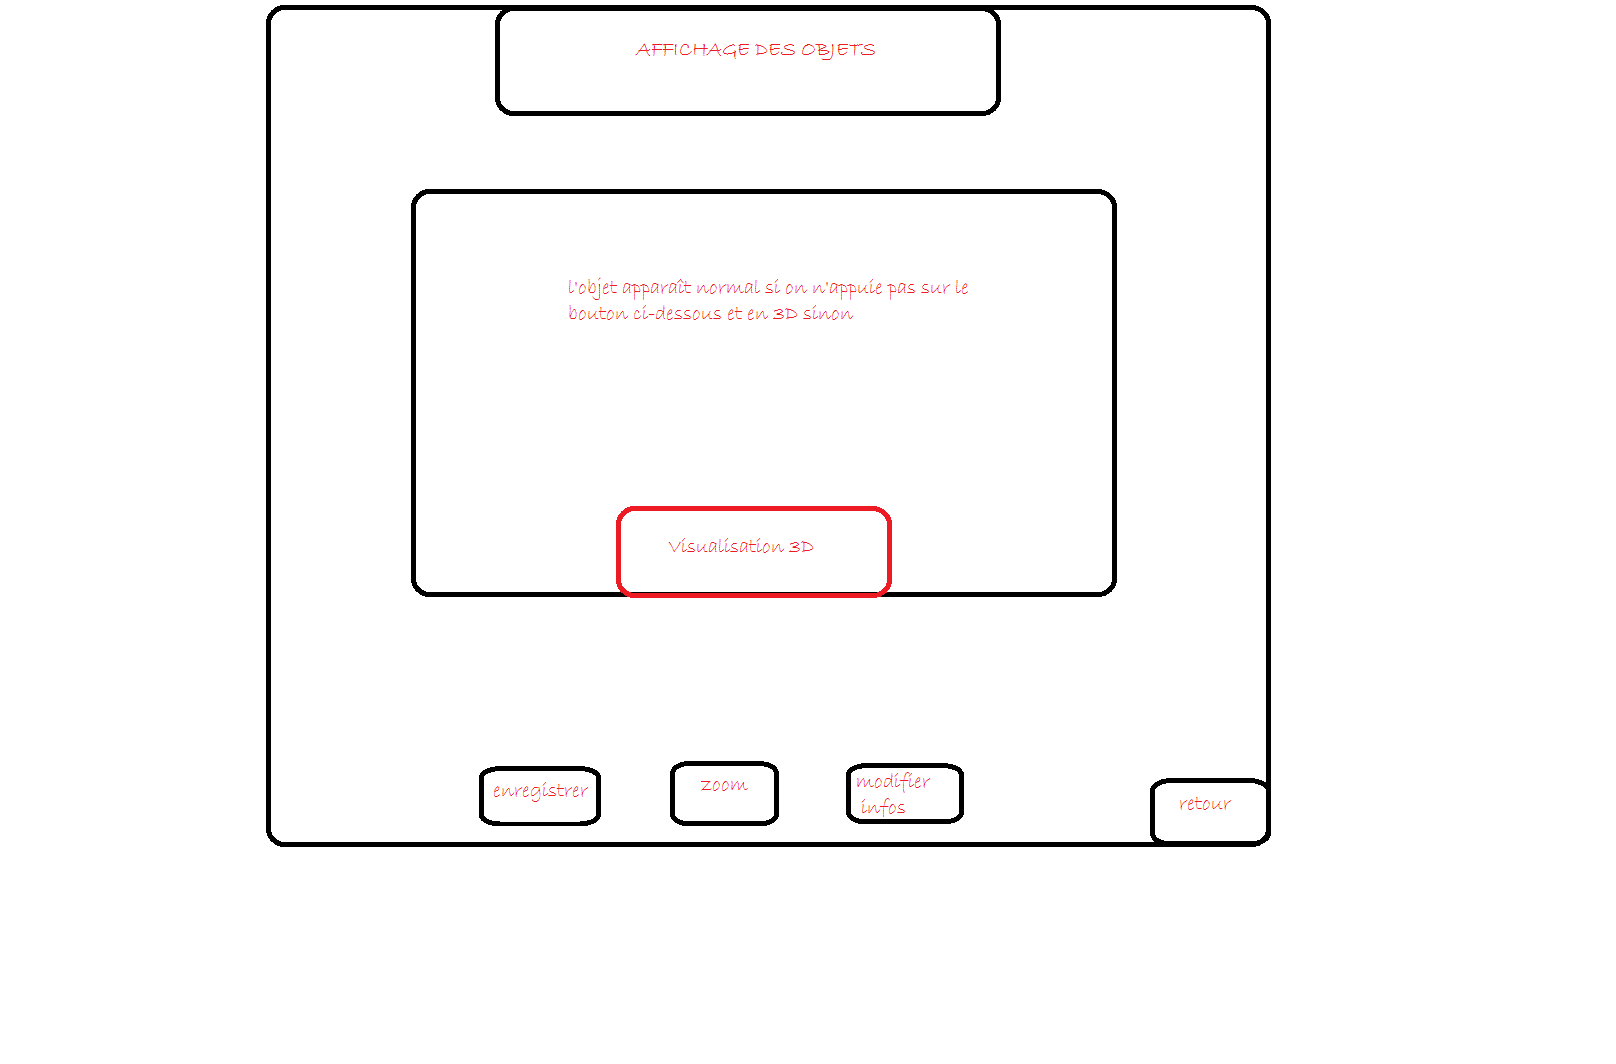 AFFICHAGE DES OBJETS
l'objet apparaît normal si on n'appuie pas sur le
bouton ci-dessous et en 3D sinon
Visualisation 3D
enregistrer
zoom
modifier
infos
retour